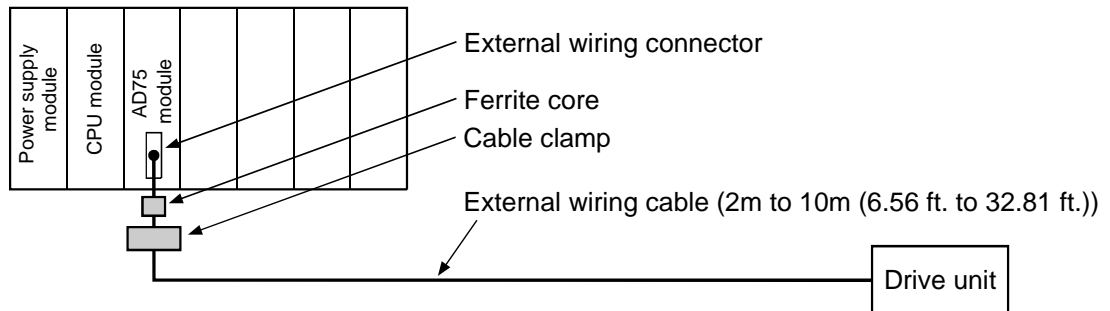 Power supply
module
CPU module
AD75
module
External wiring connector
Ferrite core
Cable clamp
External wiring cable (2m to 10m (6.56 ft. to 32.81 ft.))
Drive unit